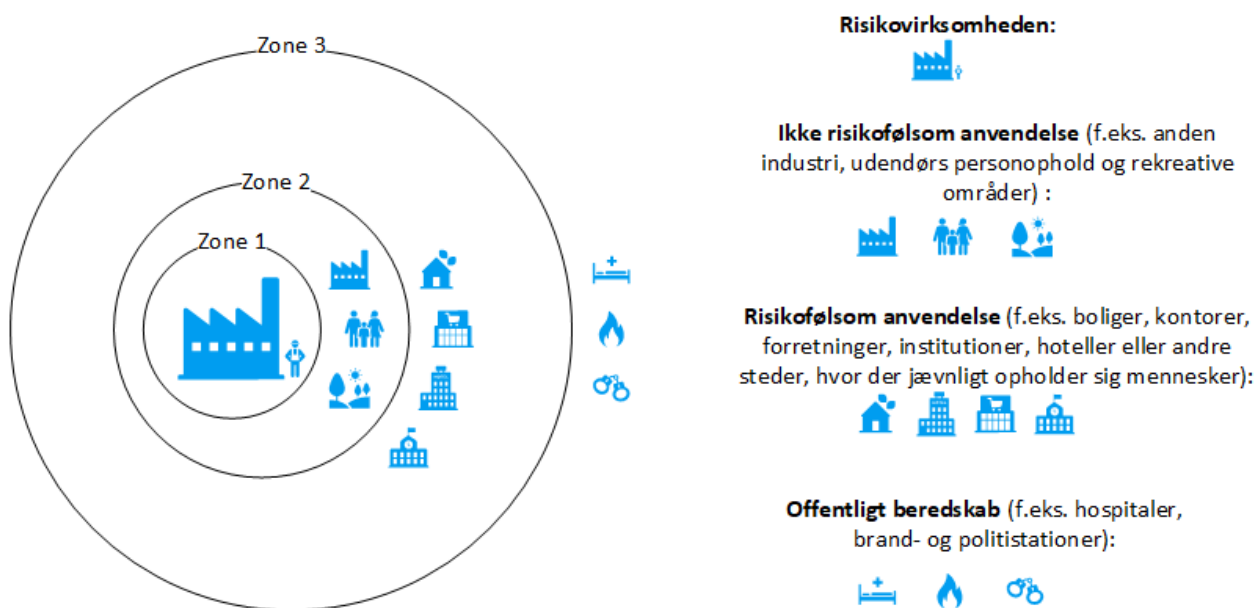 Zone 3
Zone 2
Zone 1
Risikovirksomheden:
Ikke risikofølsom anvendelse (f.eks. anden
industri, udendørs personophold og rekreative
områder) :
Risikofølsom anvendelse (f.eks. boliger, kontorer,
forretninger, institutioner, hoteller eller andre
steder, hvor der jævnligt opholder sig mennesker):
Offentligt beredskab (f.eks. hospitaler,
brand- og politistationer):